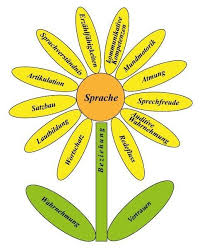 Erzählfähigkeiten
kommunikative
Kompetenzen
Sprachverständnis
Mundmotorik
Artikulation
Atmung
Sprache
Satzbau
Sprechfreude
Lautbildung
Auditive
Wahrnehmung
Wortschatz
Redefluss
Beziehung
Wahrnehmung
Vertrauen